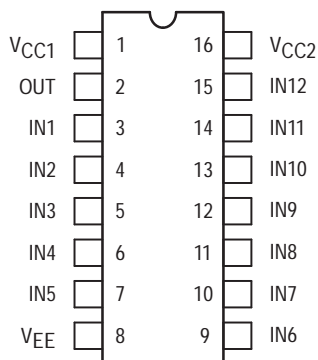 VCC1 1 16 VCC2
OUT 2 15 IN12
IN1 3 14 IN11
IN2 4 13 IN10
IN3 5 12 IN9
IN4 6 11 IN8
IN5 7 10 IN7
VEE 8 9 IN6